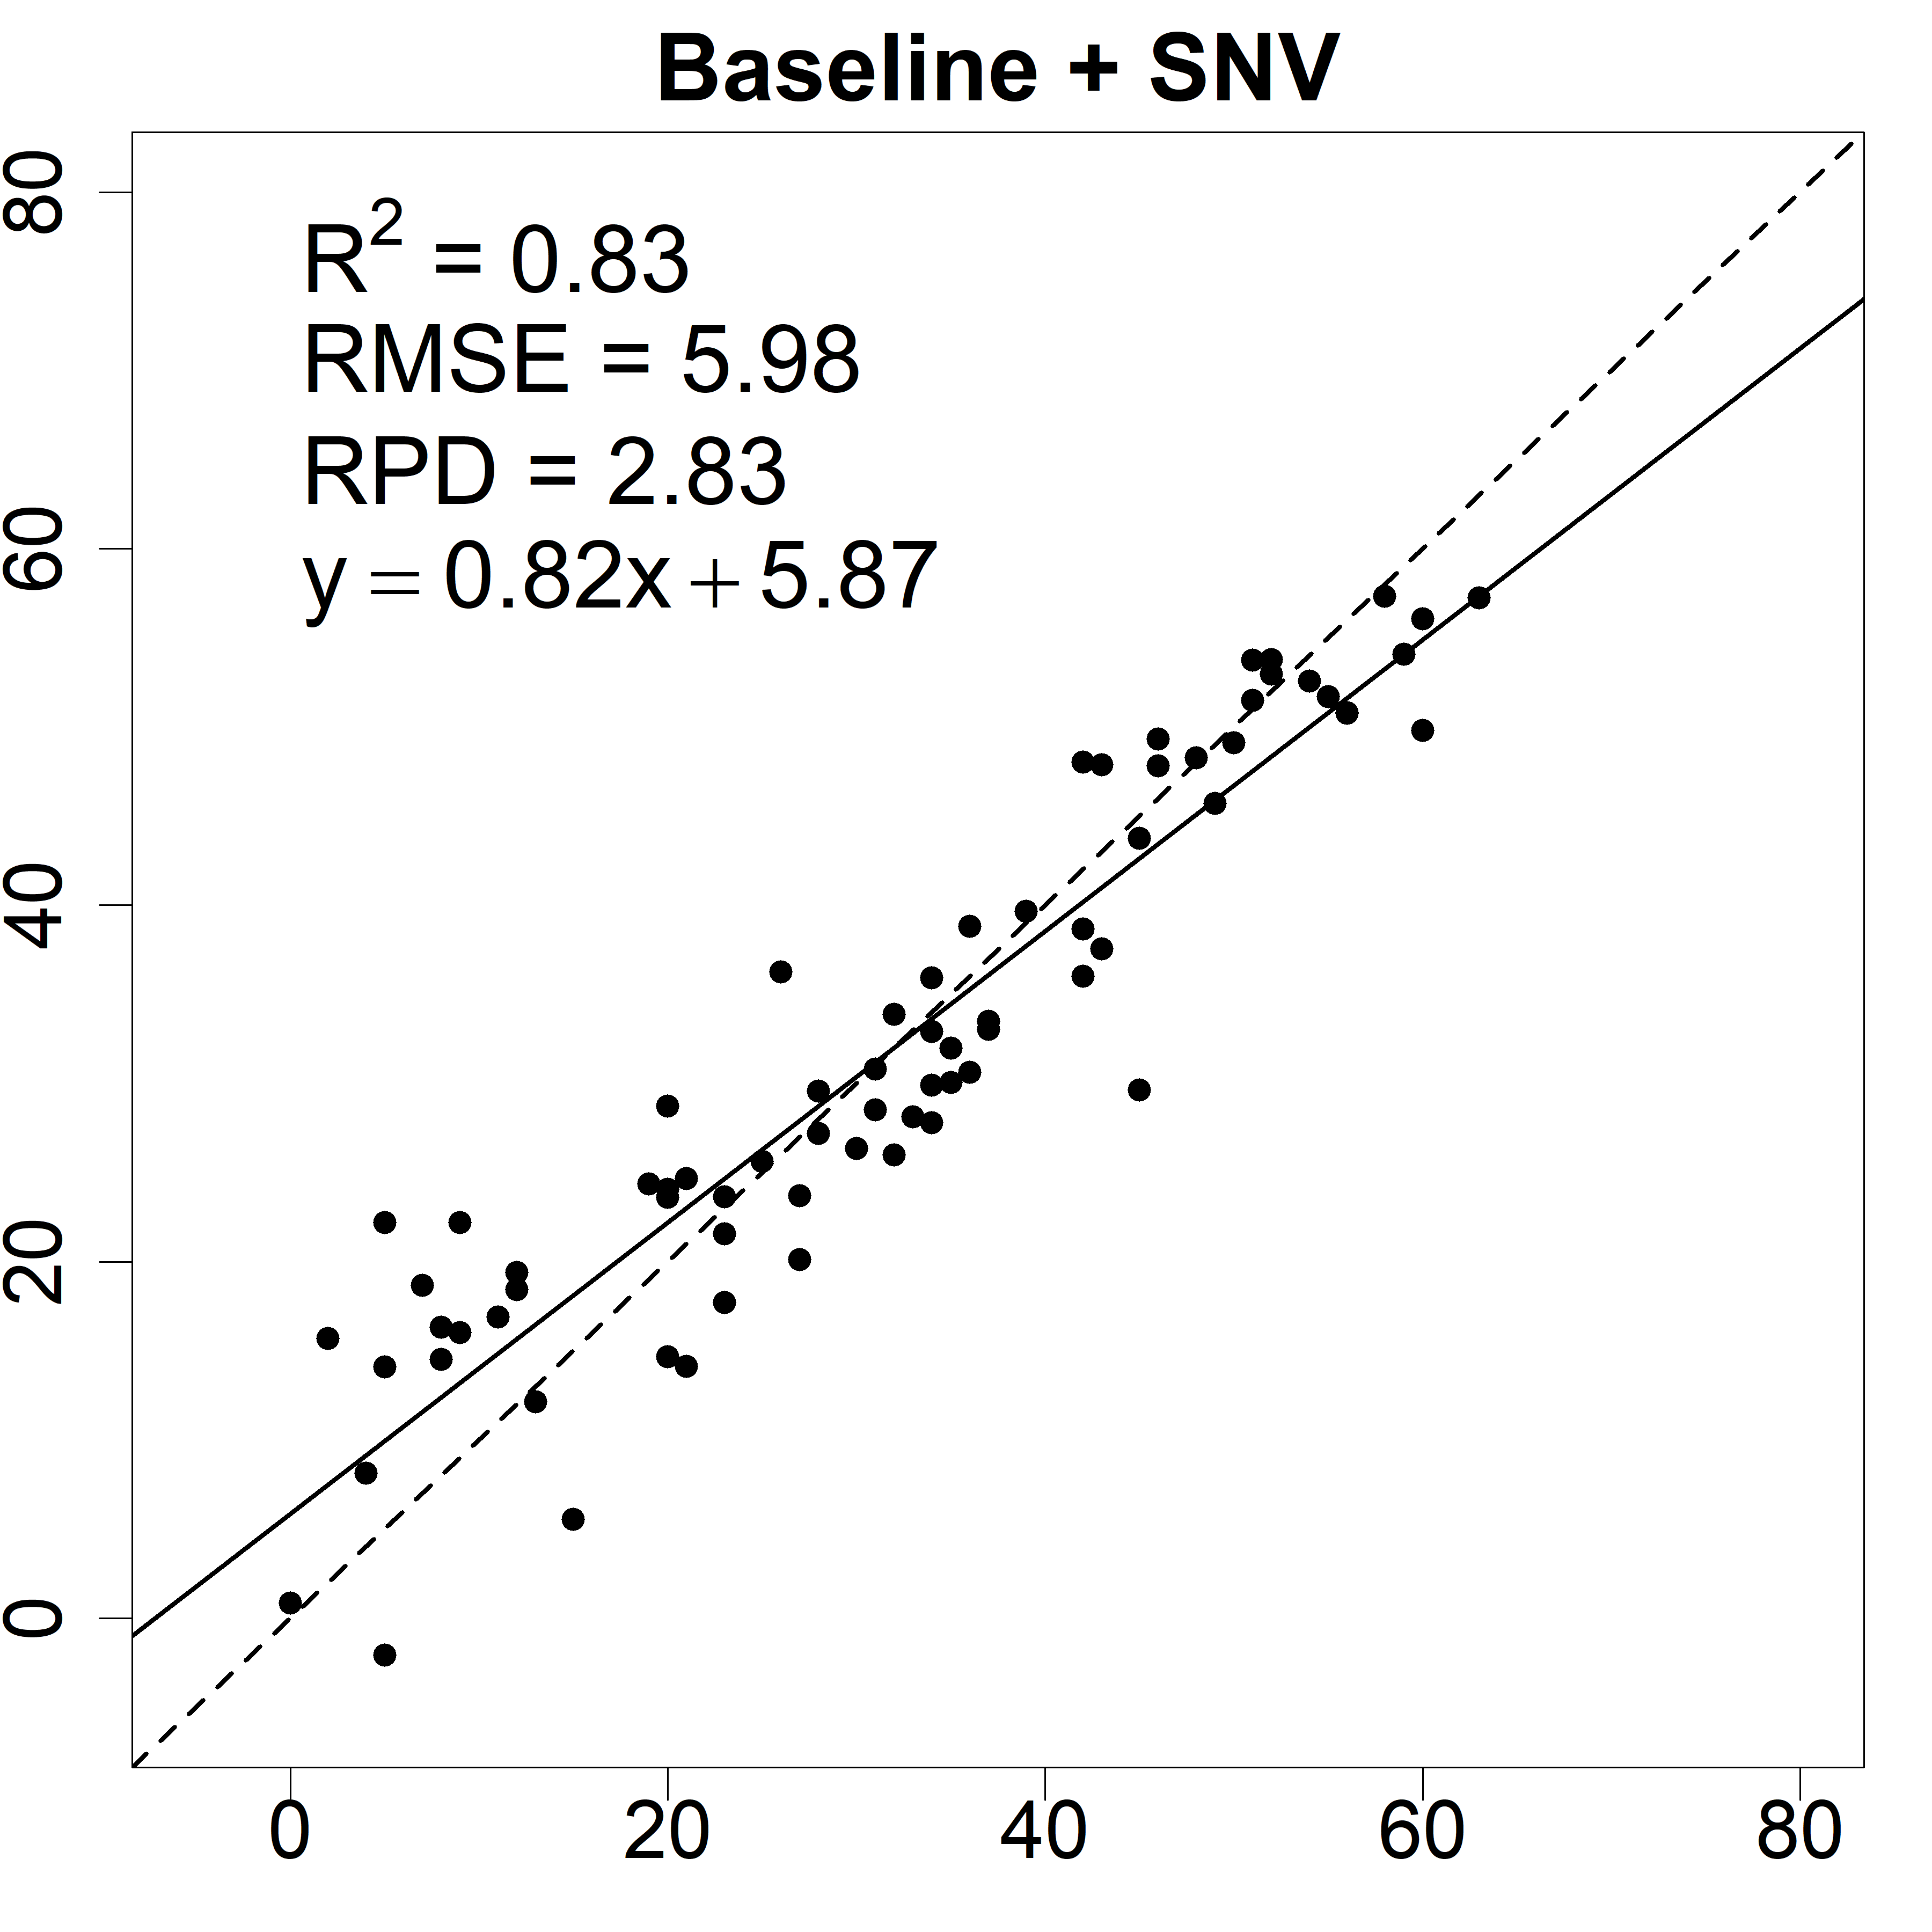 Baseline + SNV
R² = 0.83
RMSE = 5.98
RPD = 2.83
y = 0.82x + 5.87
80
60
40
20
0
0 20 40 60 80